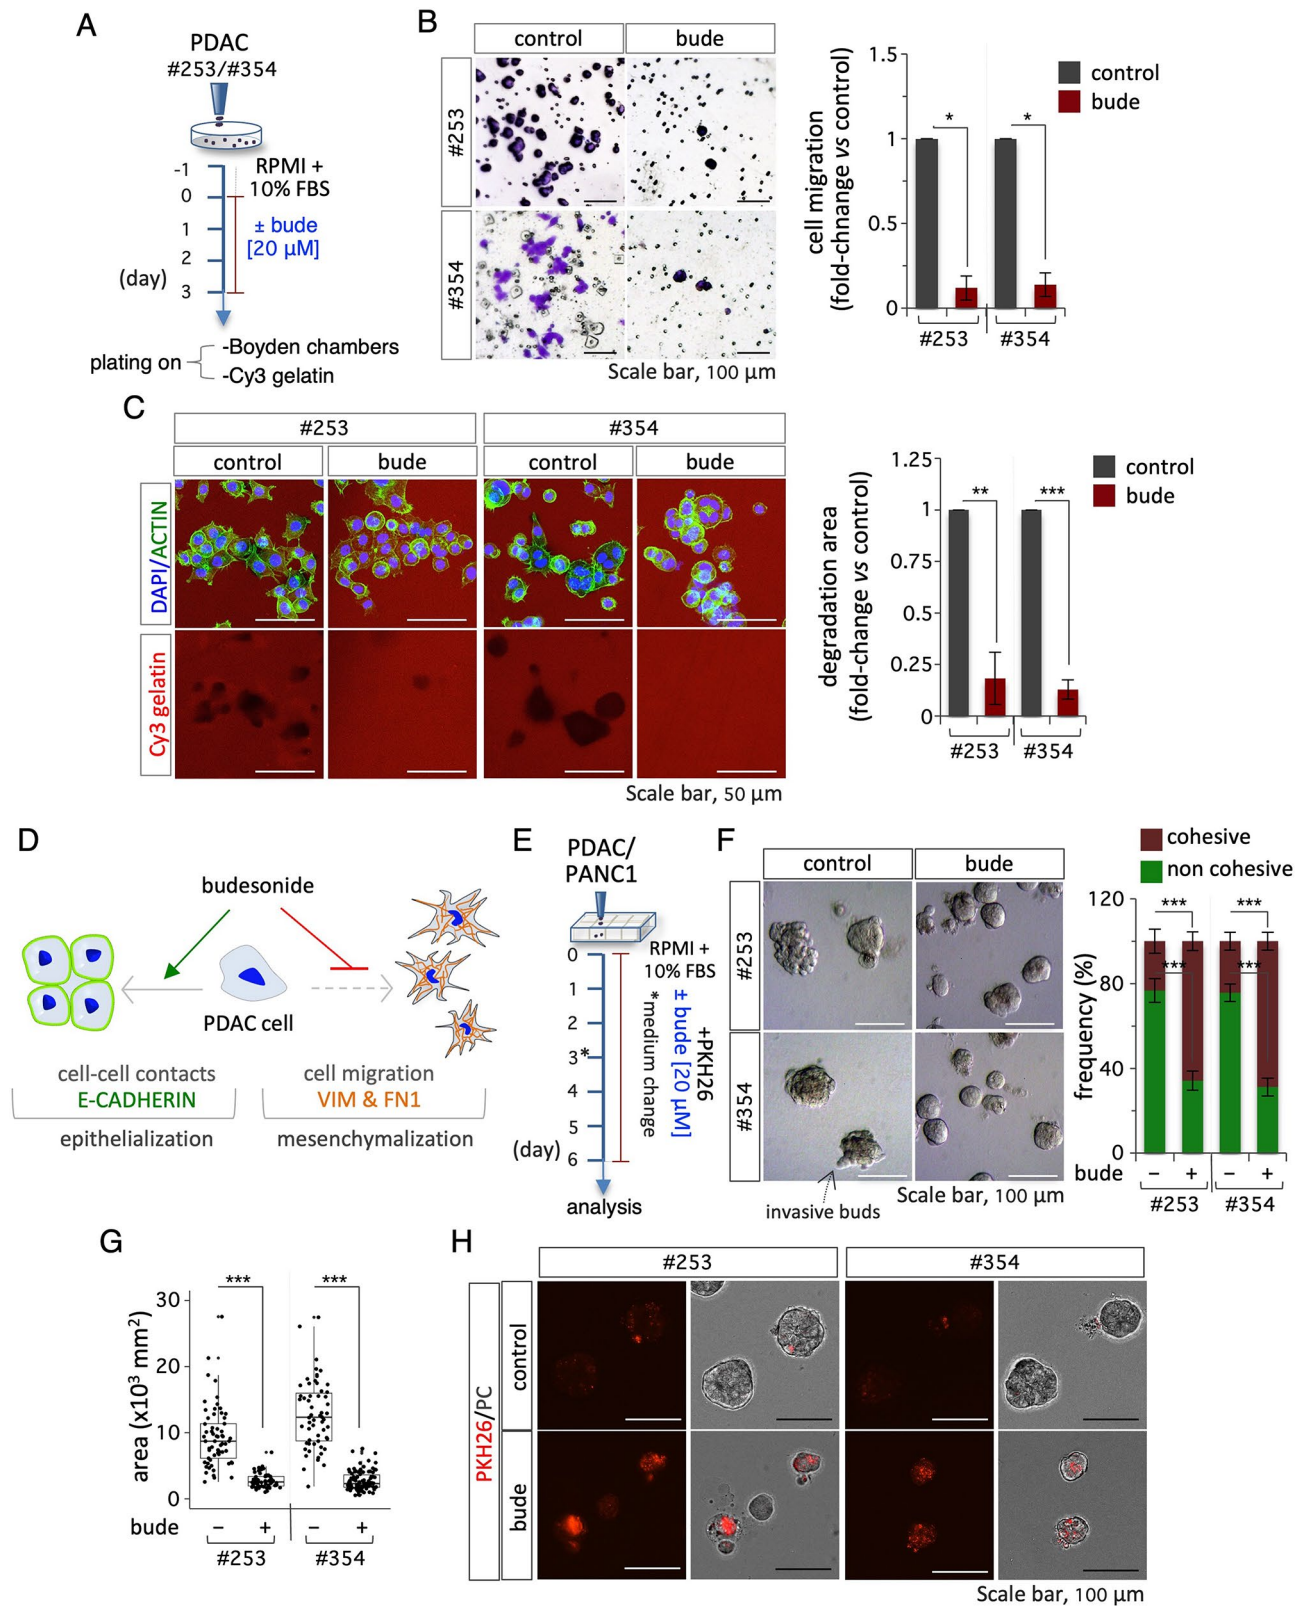 A
PDAC
#253/#354
-1
0
1
2
3
(day)
RPMI +
10% FBS
± bude
[20 µM]
plating on
-Boyden chambers
-Cy3 gelatin
B
control
bude
#253
#354
Scale bar, 100 µm
cell migration
(fold-chnange vs control)
1.5
1
0.5
0
*
*
#253
#354
control
bude
C
#253
#354
control
bude
control
bude
DAPI/ACTIN
Cy3 gelatin
Scale bar, 50 µm
degradation area
(fold-change vs control)
1.25
1
0.75
0.5
0.25
0
**
***
#253
#354
control
bude
D
budesonide
PDAC cell
cell-cell contacts
E-CADHERIN
epithelialization
cell migration
VIM & FN1
mesenchymalization
E
PDAC/
PANC1
0
1
2
3*
4
5
6
(day)
RPMI +
10% FBS
+PKH26
± bude [20 µM]
*medium change
analysis
F
control
bude
#253
#354
invasive buds
Scale bar, 100 µm
cohesive
non cohesive
frequency (%)
120
80
40
0
***
***
***
***
bude
−
+
−
+
#253
#354
G
area (x10³ mm²)
30
20
10
0
***
***
bude
−
+
−
+
#253
#354
H
#253
#354
PKH26/PC
control
bude
Scale bar, 100 µm